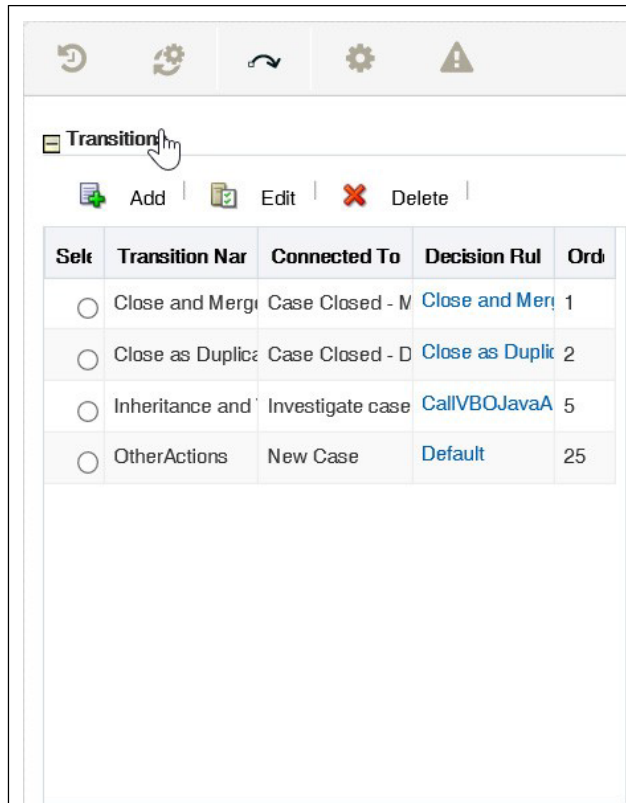 Transition
Add Edit Delete
Sele Transition Nar Connected To Decision Rul Ord
Close and Merg Case Closed - M Close and Mer 1
Close as Duplica Case Closed - D Close as Duplic 2
Inheritance and Investigate case CallVBOJavaA 5
OtherActions New Case Default 25